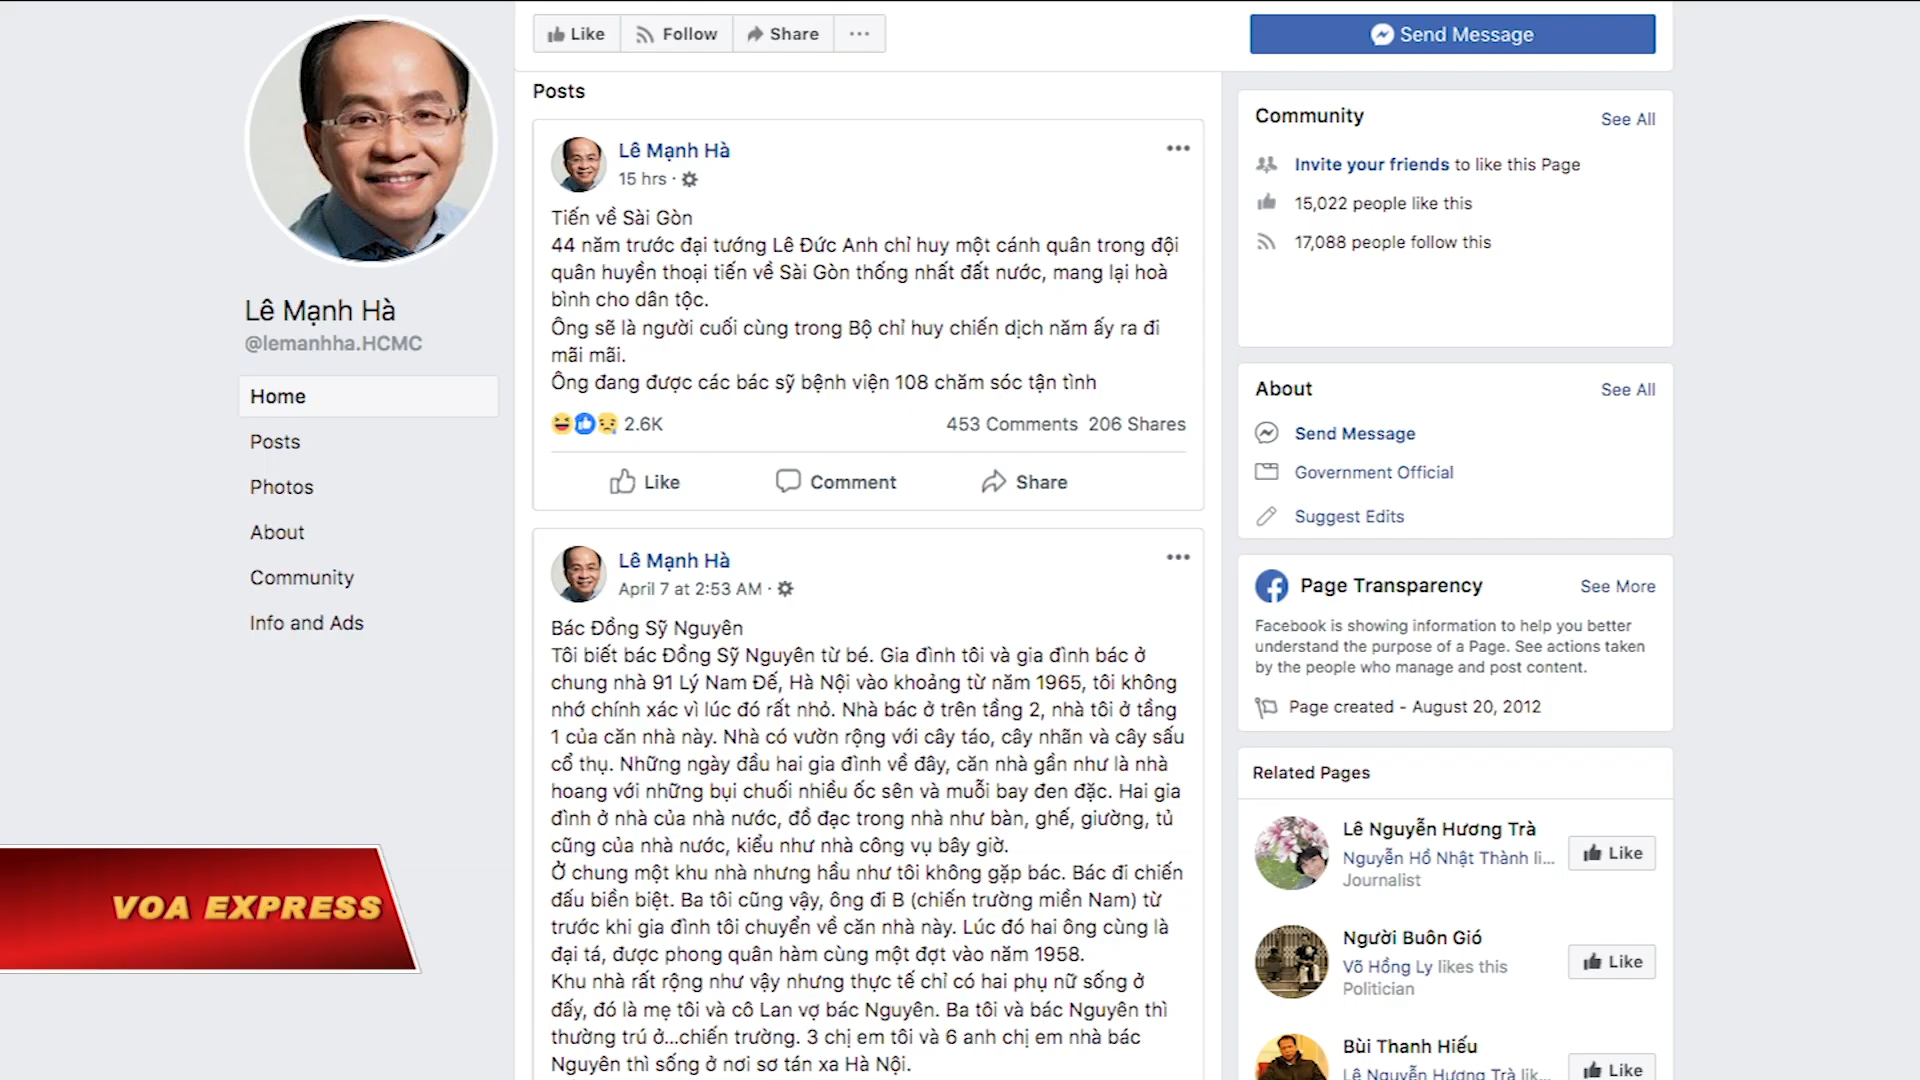 Lê Mạnh Hà
@lemanhha.HCMC
Home
Posts
Photos
About
Community
Info and Ads
VOA EXPRESS
Like
Follow
Share
Send Message
Posts
Lê Mạnh Hà
15 hrs ·
Tiến về Sài Gòn
44 năm trước đại tướng Lê Đức Anh chỉ huy một cánh quân trong đội
quân huyền thoại tiến về Sài Gòn thống nhất đất nước, mang lại hoà
bình cho dân tộc.
Ông sẽ là người cuối cùng trong Bộ chỉ huy chiến dịch năm ấy ra đi
mãi mãi.
Ông đang được các bác sỹ bệnh viện 108 chăm sóc tận tình
2.6K
453 Comments 206 Shares
Like
Comment
Share
Lê Mạnh Hà
April 7 at 2:53 AM ·
Bác Đồng Sỹ Nguyên
Tôi biết bác Đồng Sỹ Nguyên từ bé. Gia đình tôi và gia đình bác ở
chung nhà 91 Lý Nam Đế, Hà Nội vào khoảng từ năm 1965, tôi không
nhớ chính xác vì lúc đó rất nhỏ. Nhà bác ở trên tầng 2, nhà tôi ở tầng
1 của căn nhà này. Nhà có vườn rộng với cây táo, cây nhãn và cây sấu
cổ thụ. Những ngày đầu hai gia đình về đây, căn nhà gần như là nhà
hoang với những bụi chuối nhiều ốc sên và muỗi bay đen đặc. Hai gia
đình ở nhà của nhà nước, đồ đạc trong nhà như bàn, ghế, giường, tủ
cũng của nhà nước, kiểu như nhà công vụ bây giờ.
Ở chung một khu nhà nhưng hầu như tôi không gặp bác. Bác đi chiến
đấu biền biệt. Ba tôi cũng vậy, ông đi B (chiến trường miền Nam) từ
trước khi gia đình tôi chuyển về căn nhà này. Lúc đó hai ông cùng là
đại tá, được phong quân hàm cùng một đợt vào năm 1958.
Khu nhà rất rộng như vậy nhưng thực tế chỉ có hai phụ nữ sống ở
đấy, đó là mẹ tôi và cô Lan vợ bác Nguyên. Ba tôi và bác Nguyên thì
thường trú ở...chiến trường. 3 chị em tôi và 6 anh chị em nhà bác
Nguyên thì sống ở nơi sơ tán xa Hà Nội.
Community
See All
Invite your friends to like this Page
15,022 people like this
17,088 people follow this
About
See All
Send Message
Government Official
Suggest Edits
Page Transparency
See More
Facebook is showing information to help you better
understand the purpose of a Page. See actions taken
by the people who manage and post content.
Page created - August 20, 2012
Related Pages
Lê Nguyễn Hương Trà
Nguyễn Hồ Nhật Thành li...
Journalist
Like
Người Buôn Gió
Võ Hồng Ly likes this
Politician
Like
Bùi Thanh Hiếu
Lê Nguyễn Hương Trà lik...
Like